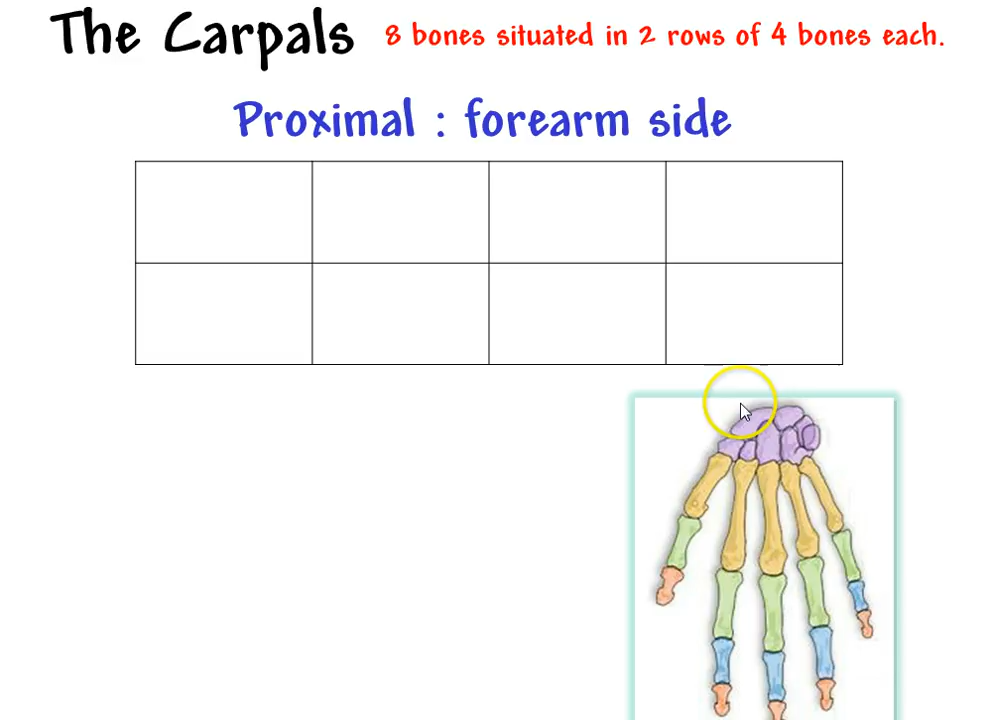 The Carpals 8 bones situated in 2 rows of 4 bones each.
Proximal : forearm side